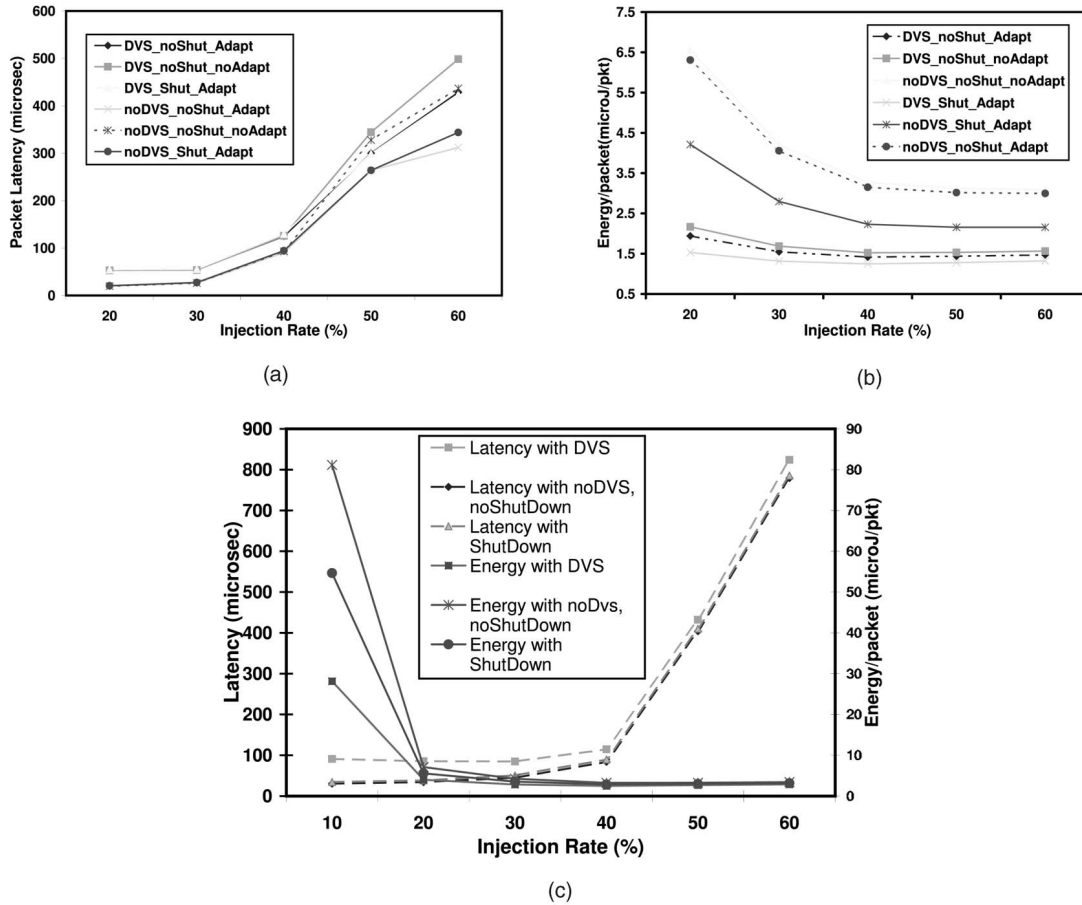 600
500
400
300
200
100
0
Packet Latency (microsec)
DVS_noShut_Adapt
DVS_noShut_noAdapt
DVS_Shut_Adapt
noDVS_noShut_Adapt
noDVS_noShut_noAdapt
noDVS_Shut_Adapt
20 30 40 50 60
Injection Rate (%)
(a)
7.5
6.5
5.5
4.5
3.5
2.5
1.5
0.5
Energy/packet(microJ/pkt)
DVS_noShut_Adapt
DVS_noShut_noAdapt
noDVS_noShut_noAdapt
DVS_Shut_Adapt
noDVS_Shut_Adapt
noDVS_noShut_Adapt
20 30 40 50 60
Injection Rate (%)
(b)
900
800
700
600
500
400
300
200
100
0
Latency (microsec)
Latency with DVS
Latency with noDVS,
noShutDown
Latency with
ShutDown
Energy with DVS
Energy with noDvs,
noShutDown
Energy with
ShutDown
90
80
70
60
50
40
30
20
10
0
Energy/packet (microJ/pkt)
10 20 30 40 50 60
Injection Rate (%)
(c)